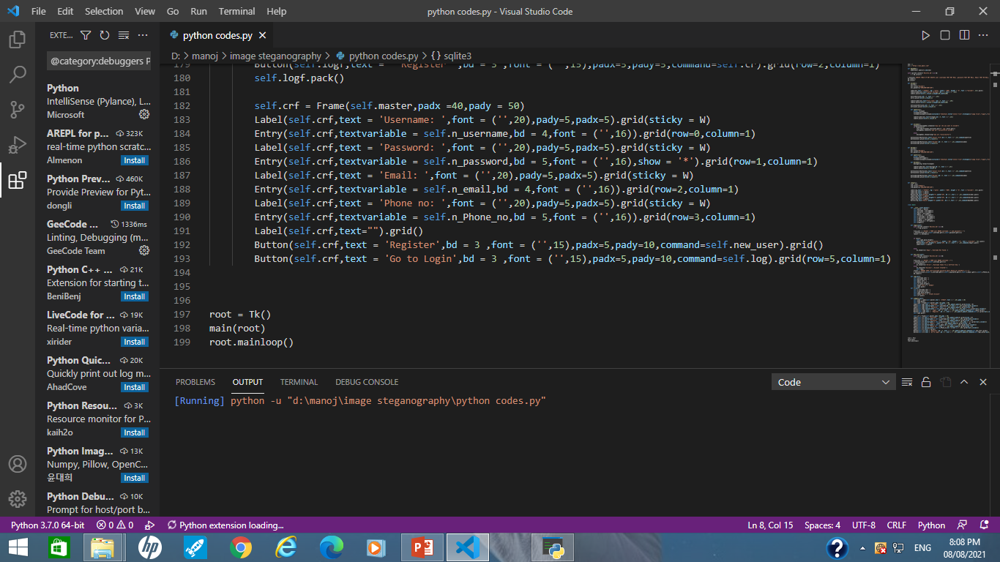 File Edit Selection View Go Run Terminal Help
python codes.py - Visual Studio Code
EXTE...
@category:debuggers P
Python
IntelliSense (Pylance), L...
Microsoft
AREPL for p... 323K
real-time python scratc...
Almenon Install
Python Prev... 460K
Provide Preview for Pyt...
dongli Install
GeeCode ... 1336ms
Linting, Debugging (m...
GeeCode Team
Python C++ ... 21K
Extension for starting t...
BeniBenj Install
LiveCode for ... 19K
Real-time python varia...
xirider Install
Python Quic... 20K
Quickly print out log m...
AhadCove Install
Python Resou... 3K
Resource monitor for P...
kaih2o Install
Python Imag... 13K
Numpy, Pillow, OpenC...
윤대희 Install
Python Debu... 10K
Prompt for host/port b...
python codes.py
D: > manoj > image steganography > python codes.py > {} sqlite3
179 Button(self.logf,text = ' Register ',bd = 3 ,font = ('',15),padx=5,pady=5,command=self.cr).grid(row=2,column=1)
180 self.logf.pack()
181
182 self.crf = Frame(self.master,padx =40,pady = 50)
183 Label(self.crf,text = 'Username: ',font = ('',20),pady=5,padx=5).grid(sticky = W)
184 Entry(self.crf,textvariable = self.n_username,bd = 4,font = ('',16)).grid(row=0,column=1)
185 Label(self.crf,text = 'Password: ',font = ('',20),pady=5,padx=5).grid(sticky = W)
186 Entry(self.crf,textvariable = self.n_password,bd = 5,font = ('',16),show = '*').grid(row=1,column=1)
187 Label(self.crf,text = 'Email: ',font = ('',20),pady=5,padx=5).grid(sticky = W)
188 Entry(self.crf,textvariable = self.n_email,bd = 4,font = ('',16)).grid(row=2,column=1)
189 Label(self.crf,text = 'Phone no: ',font = ('',20),pady=5,padx=5).grid(sticky = W)
190 Entry(self.crf,textvariable = self.n_Phone_no,bd = 5,font = ('',16)).grid(row=3,column=1)
191 Label(self.crf,text="").grid()
192 Button(self.crf,text = 'Register',bd = 3 ,font = ('',15),padx=5,pady=10,command=self.new_user).grid()
193 Button(self.crf,text = 'Go to Login',bd = 3 ,font = ('',15),padx=5,pady=10,command=self.log).grid(row=5,column=1)
194
195
196
197 root = Tk()
198 main(root)
199 root.mainloop()
PROBLEMS OUTPUT TERMINAL DEBUG CONSOLE
Code
[Running] python -u "d:\manoj\image steganography\python codes.py"
Python 3.7.0 64-bit 0 0 Python extension loading...
Ln 8, Col 15 Spaces: 4 UTF-8 CRLF Python
ENG
8:08 PM
08/08/2021